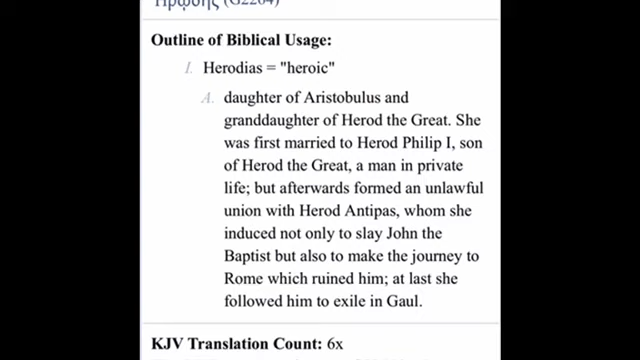 Ἡρῴδης (G2264)
Outline of Biblical Usage:
I. Herodias = "heroic"
A. daughter of Aristobulus and
granddaughter of Herod the Great. She
was first married to Herod Philip I, son
of Herod the Great, a man in private
life; but afterwards formed an unlawful
union with Herod Antipas, whom she
induced not only to slay John the
Baptist but also to make the journey to
Rome which ruined him; at last she
followed him to exile in Gaul.
KJV Translation Count: 6x